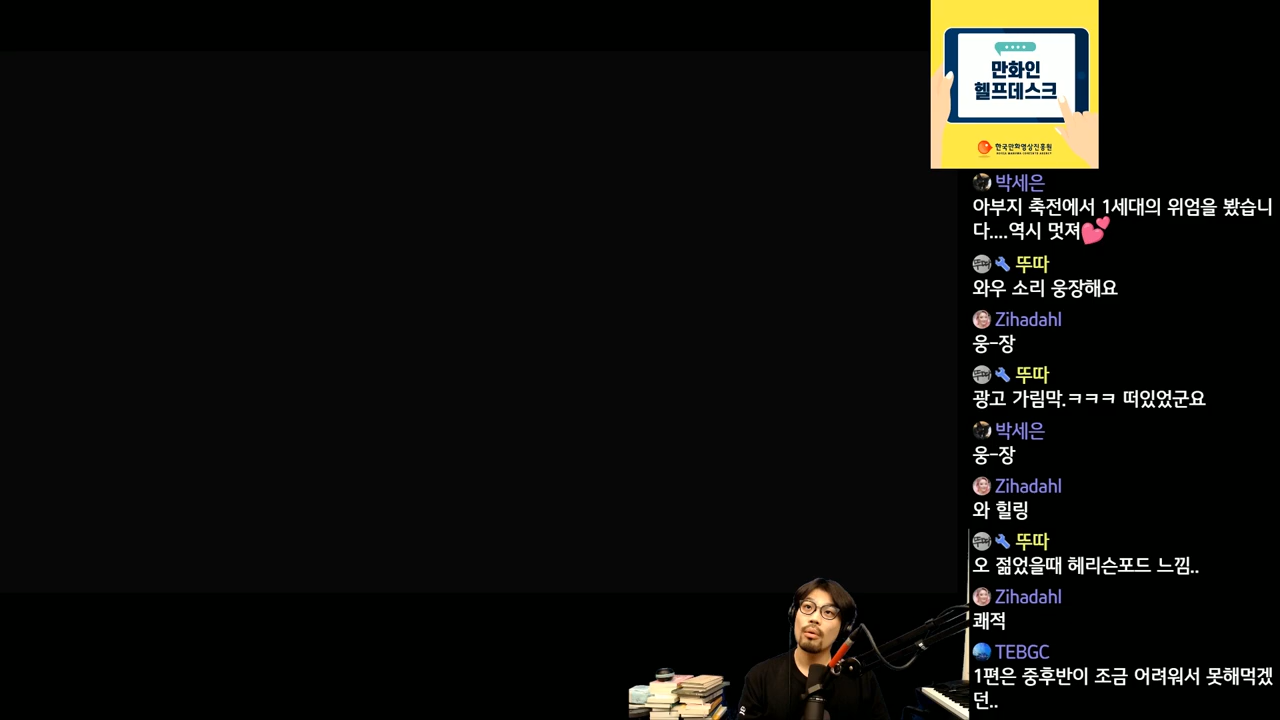 만화인
헬프데스크
한국만화영상진흥원
박세은
아부지 축전에서 1세대의 위엄을 봤습니
다....역시 멋져💕
뚜따
와우 소리 웅장해요
Zihadahl
웅-장
뚜따
광고 가림막.ㅋㅋㅋ 떠있었군요
박세은
웅-장
Zihadahl
와 힐링
뚜따
오 젊었을때 헤리슨포드 느낌..
Zihadahl
쾌적
TEBGC
1편은 중후반이 조금 어려워서 못해먹겠
던..